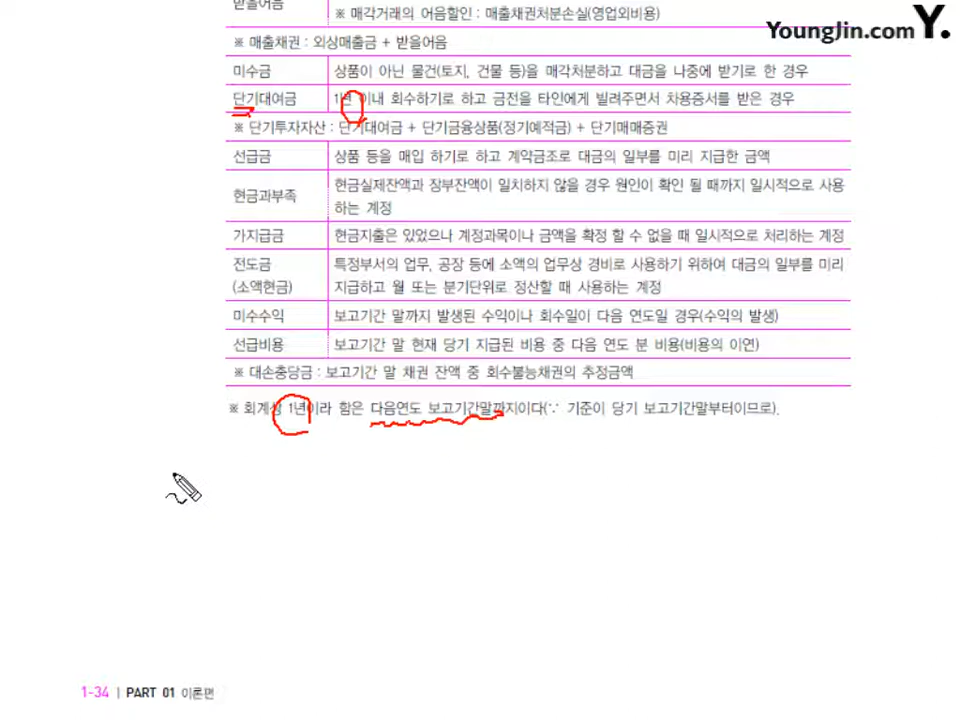 받을어음
※ 매각거래의 어음할인 : 매출채권처분손실(영업외비용)
YoungJin.com Y.
※ 매출채권 : 외상매출금 + 받을어음
미수금 상품이 아닌 물건(토지, 건물 등)을 매각처분하고 대금을 나중에 받기로 한 경우
단기대여금 1년 이내 회수하기로 하고 금전을 타인에게 빌려주면서 차용증서를 받은 경우
※ 단기투자자산 : 단기대여금 + 단기금융상품(정기예적금) + 단기매매증권
선급금 상품 등을 매입 하기로 하고 계약금조로 대금의 일부를 미리 지급한 금액
현금과부족 현금실제잔액과 장부잔액이 일치하지 않을 경우 원인이 확인 될 때까지 일시적으로 사용
하는 계정
가지급금 현금지출은 있었으나 계정과목이나 금액을 확정 할 수 없을 때 일시적으로 처리하는 계정
전도금 특정부서의 업무, 공장 등에 소액의 업무상 경비로 사용하기 위하여 대금의 일부를 미리
(소액현금) 지급하고 월 또는 분기단위로 정산할 때 사용하는 계정
미수수익 보고기간 말까지 발생된 수익이나 회수일이 다음 연도일 경우(수익의 발생)
선급비용 보고기간 말 현재 당기 지급된 비용 중 다음 연도 분 비용(비용의 이연)
※ 대손충당금 : 보고기간 말 채권 잔액 중 회수불능채권의 추정금액
※ 회계상 1년이라 함은 다음연도 보고기간말까지이다(∵ 기준이 당기 보고기간말부터이므로).
1-34 | PART 01 이론편